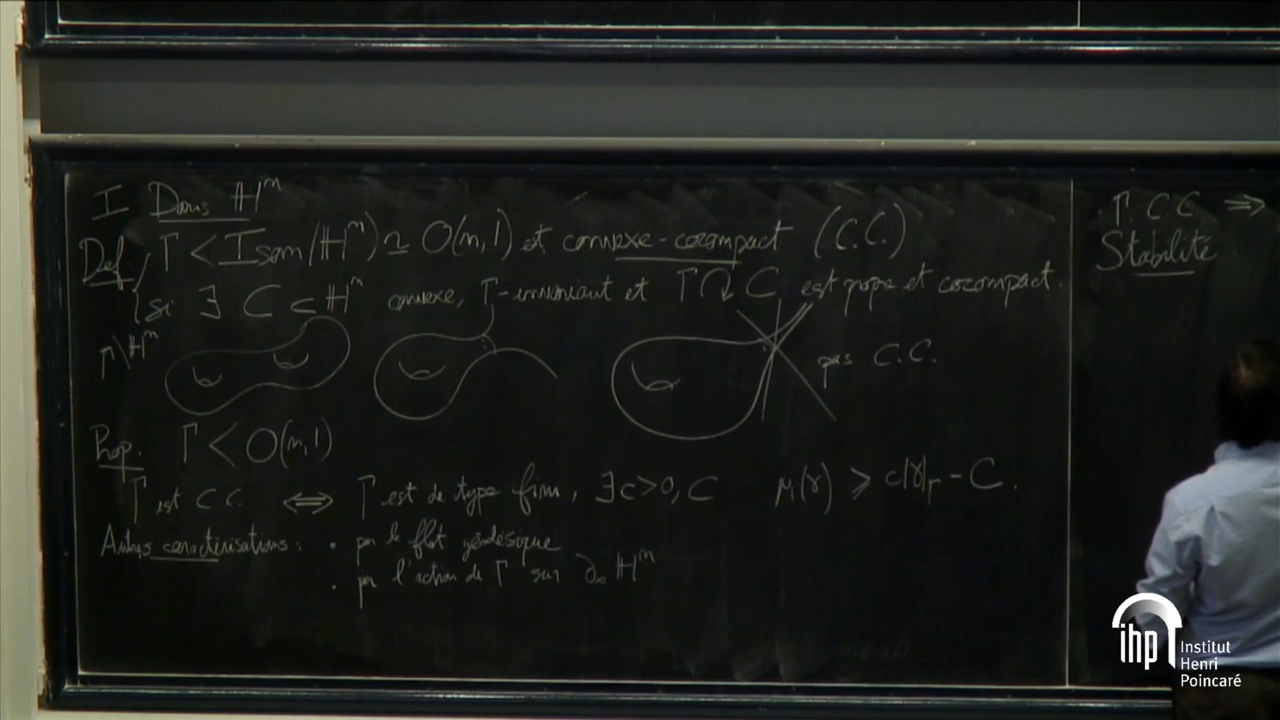 I Dans ℍⁿ
Def / Γ < Isom(ℍⁿ) ≃ O(n,1) est convexe-cocompact (C.C.)
si ∃ C ⊂ ℍⁿ convexe, Γ-invariant et Γ ↷ C est propre et cocompact.
Γ\ℍⁿ
pas C.C.
Prop. Γ < O(n,1)
Γ est C.C. ⟺ Γ est de type fini, ∃c>0, C μ(γ) ⩾ c|γ|_Γ - C.
Autres caractérisations : • par le flot géodésique
• par l'action de Γ sur ∂∞ ℍⁿ
Γ C.C. ⇒
Stabilité
ihp Institut
Henri
Poincaré